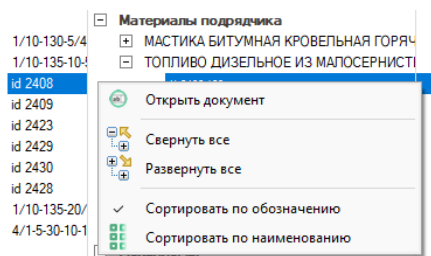 Материалы подрядчика
1/10-130-5/4 МАСТИКА БИТУМНАЯ КРОВЕЛЬНАЯ ГОРЯЧ
1/10-135-10- ТОПЛИВО ДИЗЕЛЬНОЕ ИЗ МАЛОСЕРНИСТ
id 2408
id 2409
Открыть документ
id 2423
id 2429
Свернуть все
id 2430
Развернуть все
id 2428
1/10-135-20/
Сортировать по обозначению
4/1-5-30-10-1
Сортировать по наименованию